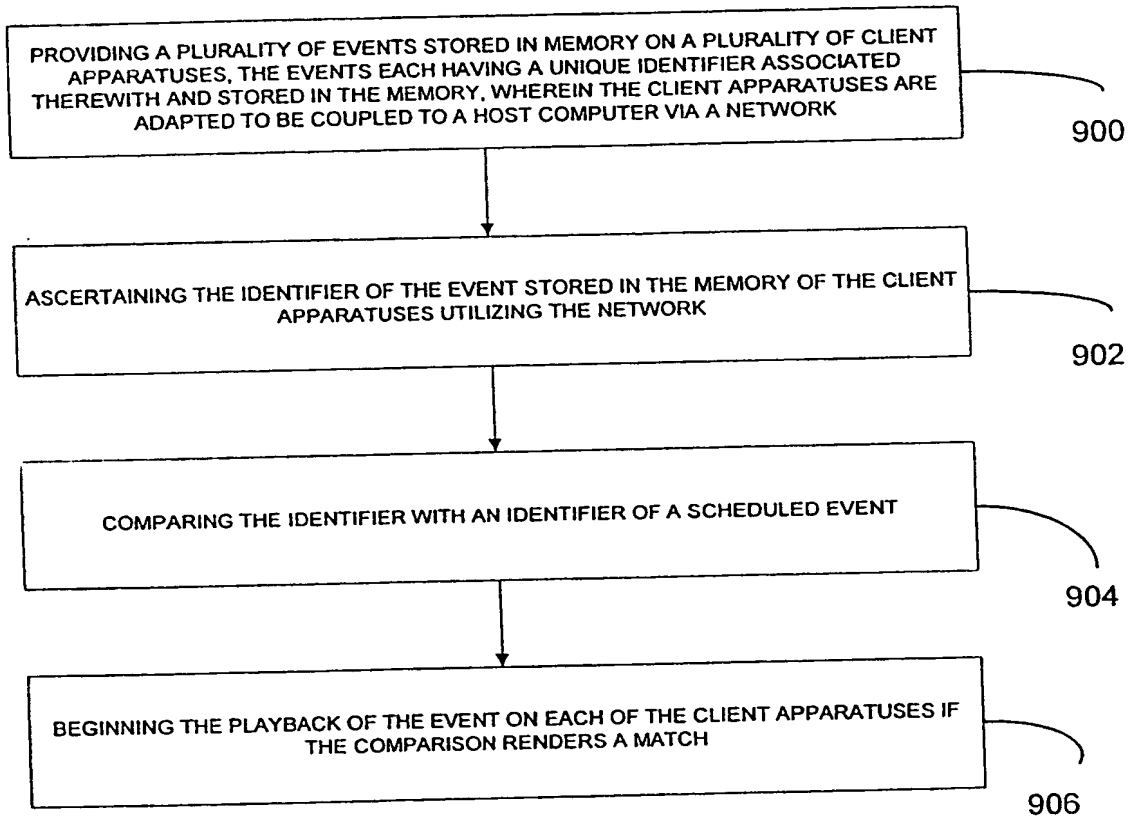 PROVIDING A PLURALITY OF EVENTS STORED IN MEMORY ON A PLURALITY OF CLIENT
APPARATUSES, THE EVENTS EACH HAVING A UNIQUE IDENTIFIER ASSOCIATED
THEREWITH AND STORED IN THE MEMORY, WHEREIN THE CLIENT APPARATUSES ARE
ADAPTED TO BE COUPLED TO A HOST COMPUTER VIA A NETWORK
900
ASCERTAINING THE IDENTIFIER OF THE EVENT STORED IN THE MEMORY OF THE CLIENT
APPARATUSES UTILIZING THE NETWORK
902
COMPARING THE IDENTIFIER WITH AN IDENTIFIER OF A SCHEDULED EVENT
904
BEGINNING THE PLAYBACK OF THE EVENT ON EACH OF THE CLIENT APPARATUSES IF
THE COMPARISON RENDERS A MATCH
906